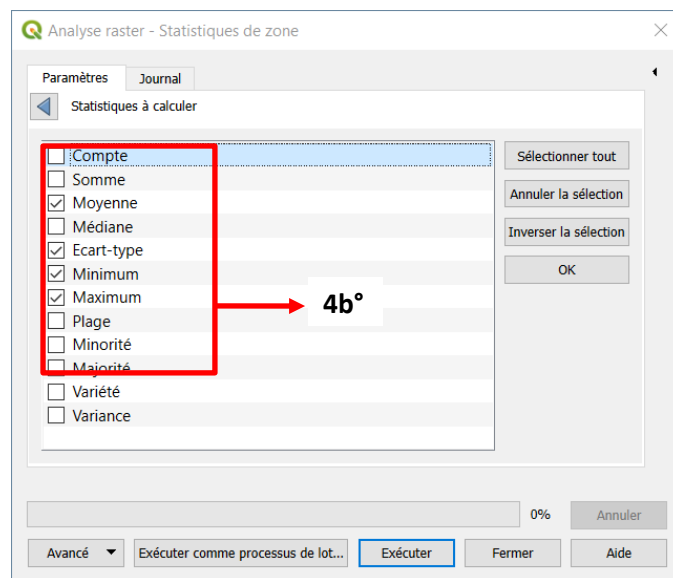 Analyse raster - Statistiques de zone
Paramètres Journal
Statistiques à calculer
Compte
Somme
Moyenne
Médiane
Ecart-type
Minimum
Maximum
Plage
Minorité
Majorité
Variété
Variance
Sélectionner tout
Annuler la sélection
Inverser la sélection
OK
4b°
0% Annuler
Avancé Exécuter comme processus de lot... Exécuter Fermer Aide